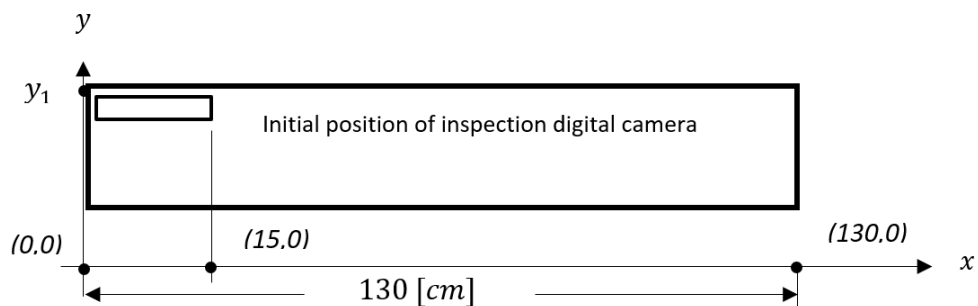 y
y₁
Initial position of inspection digital camera
(0,0)
(15,0)
(130,0)
x
130 [cm]